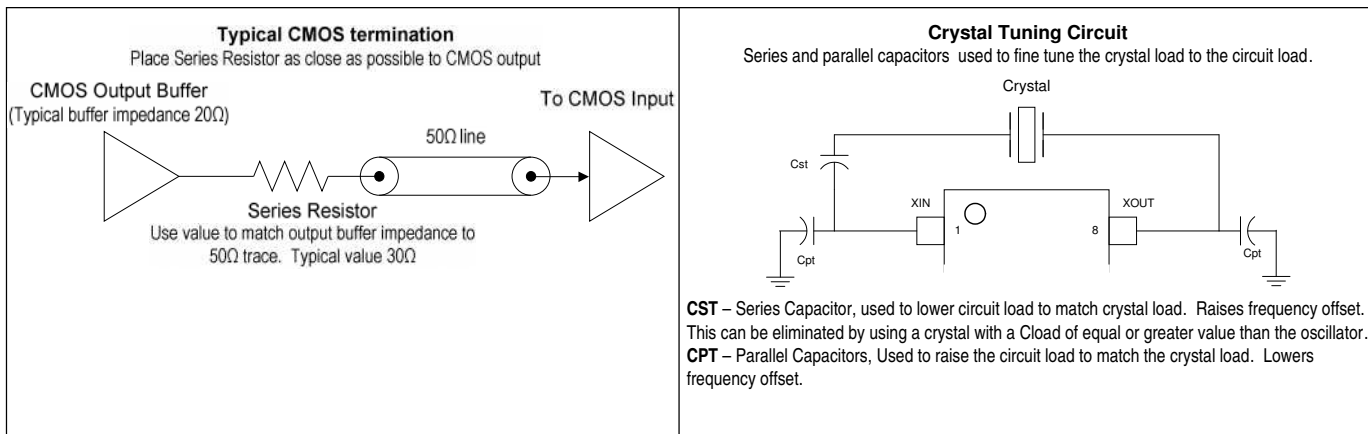 Typical CMOS termination
Place Series Resistor as close as possible to CMOS output
CMOS Output Buffer
(Typical buffer impedance 20Ω)
To CMOS Input
50Ω line
Series Resistor
Use value to match output buffer impedance to
50Ω trace. Typical value 30Ω
Crystal Tuning Circuit
Series and parallel capacitors used to fine tune the crystal load to the circuit load.
Crystal
Cst
XIN
XOUT
1
8
Cpt
Cpt
CST – Series Capacitor, used to lower circuit load to match crystal load. Raises frequency offset.
This can be eliminated by using a crystal with a Cload of equal or greater value than the oscillator.
CPT – Parallel Capacitors, Used to raise the circuit load to match the crystal load. Lowers
frequency offset.